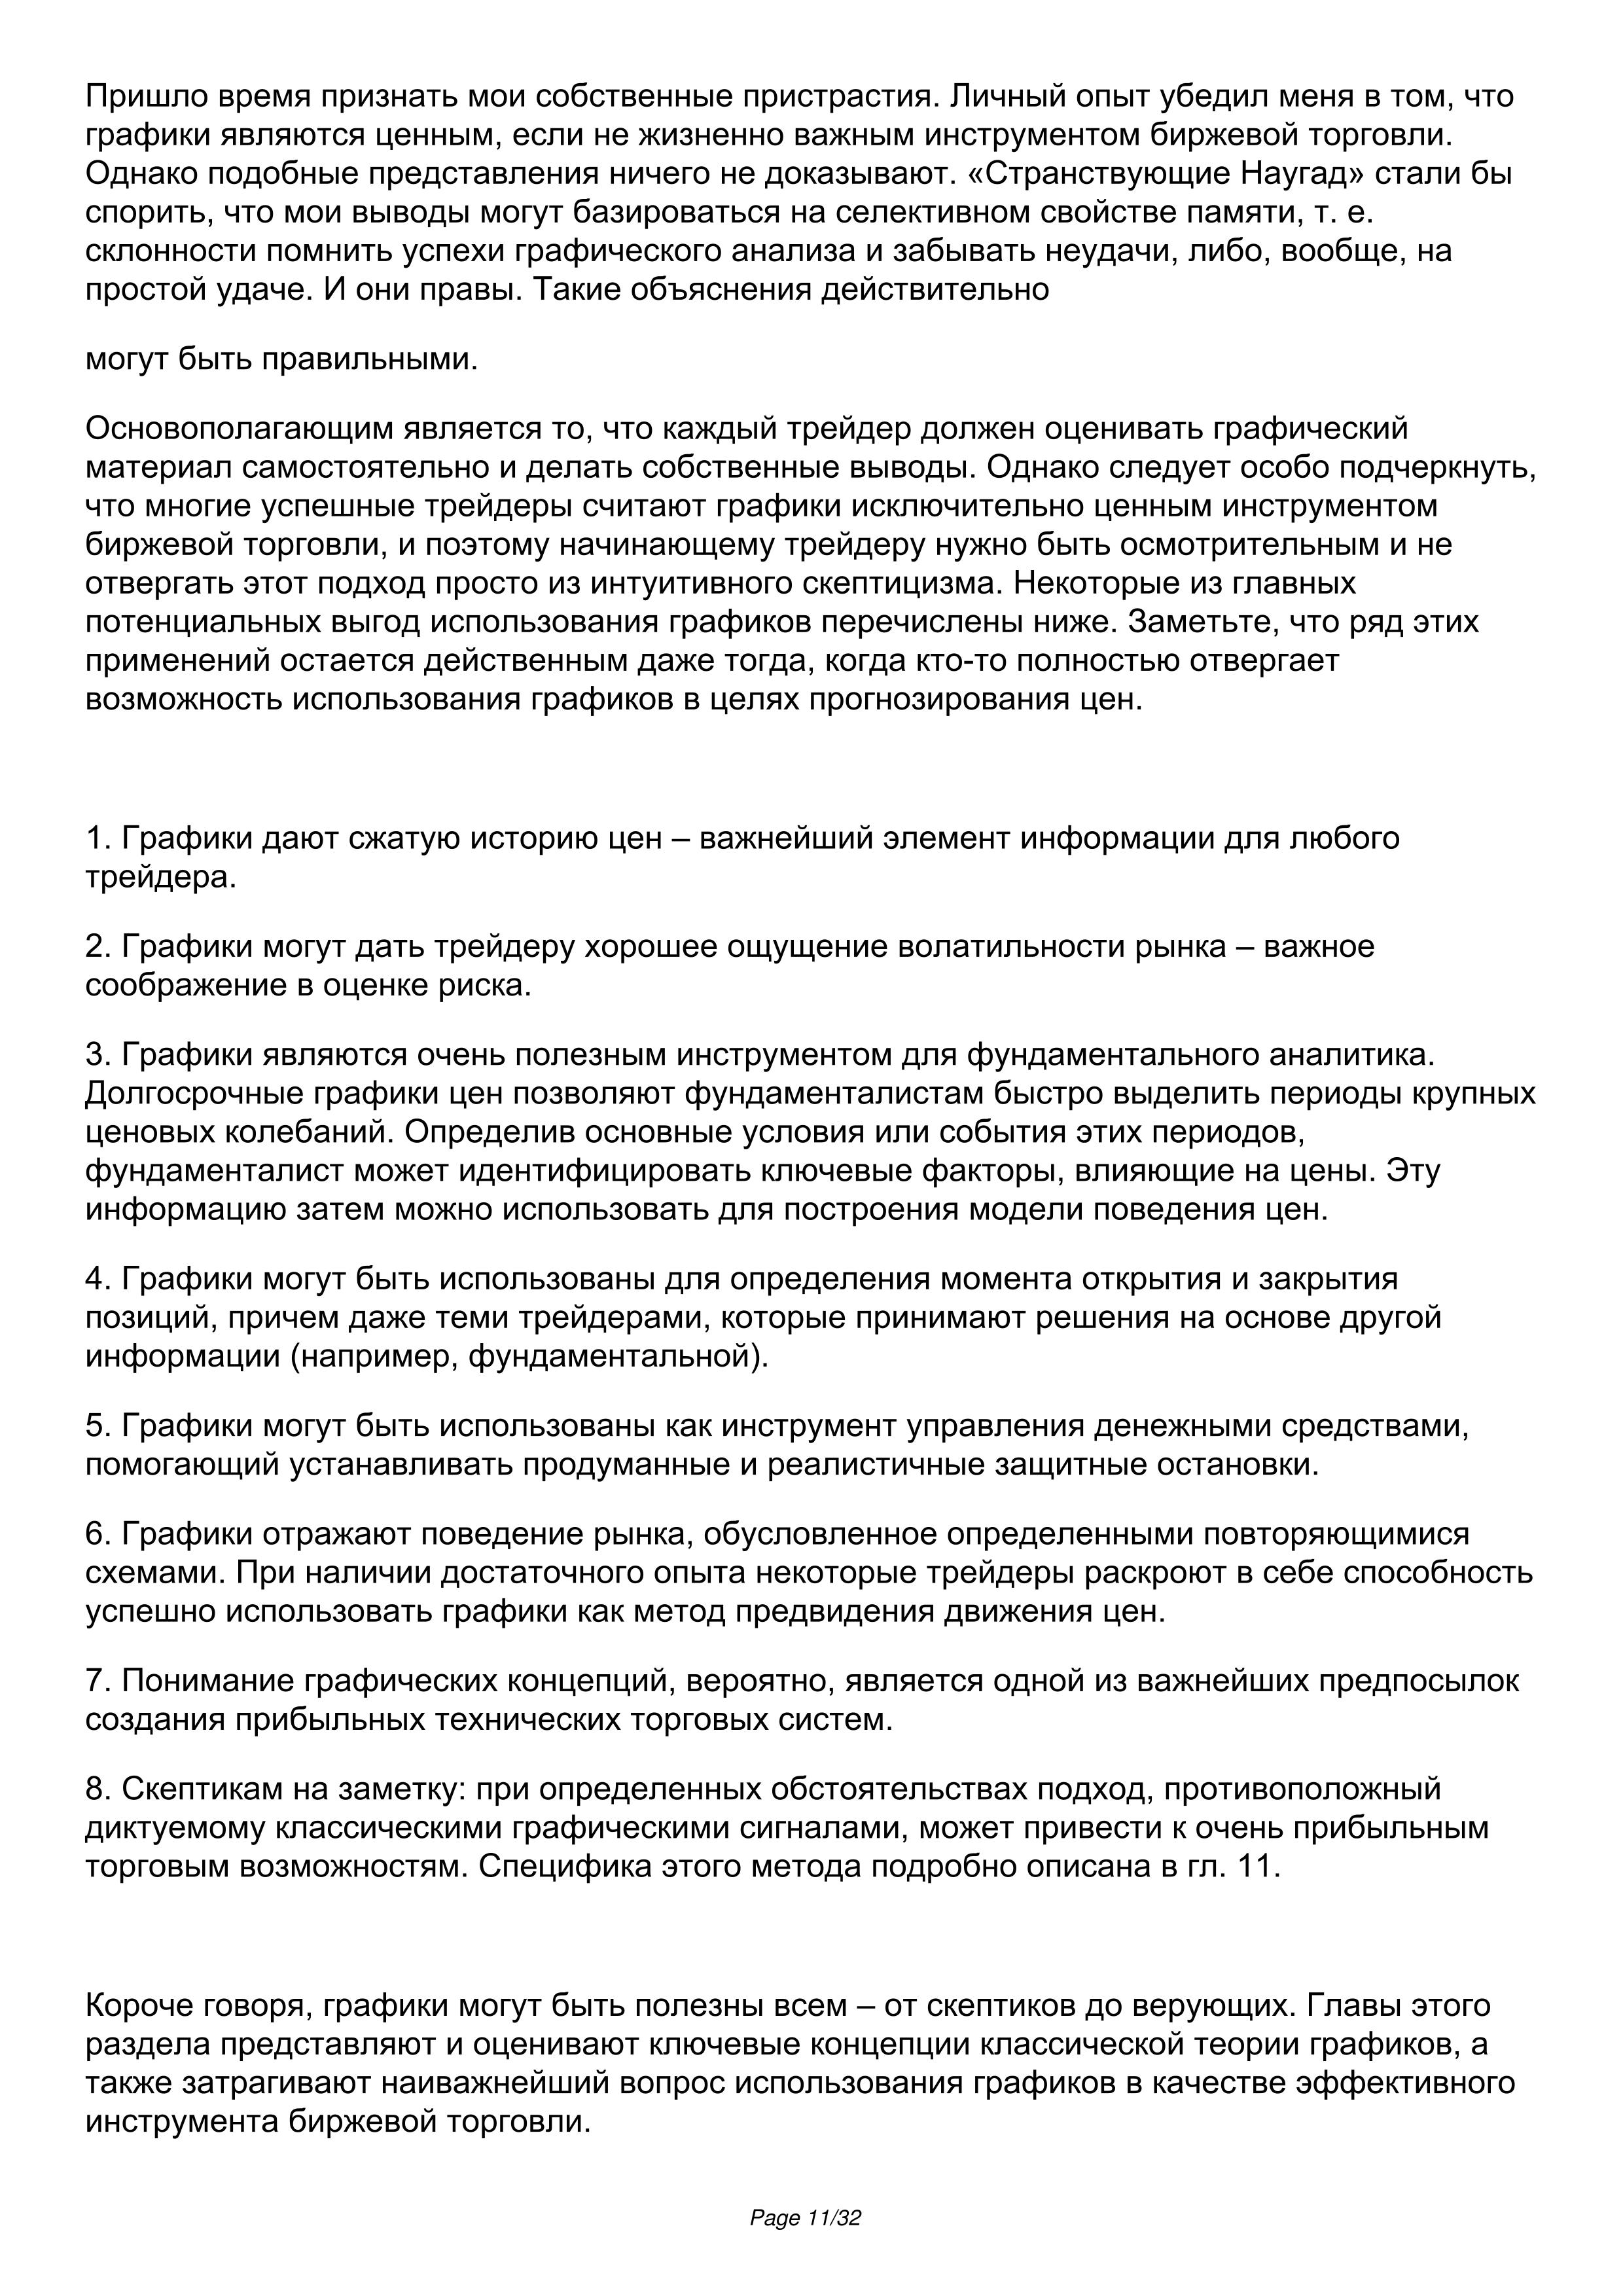 Пришло время признать мои собственные пристрастия. Личный опыт убедил меня в том, что
графики являются ценным, если не жизненно важным инструментом биржевой торговли.
Однако подобные представления ничего не доказывают. «Странствующие Наугад» стали бы
спорить, что мои выводы могут базироваться на селективном свойстве памяти, т. е.
склонности помнить успехи графического анализа и забывать неудачи, либо, вообще, на
простой удаче. И они правы. Такие объяснения действительно
могут быть правильными.
Основополагающим является то, что каждый трейдер должен оценивать графический
материал самостоятельно и делать собственные выводы. Однако следует особо подчеркнуть,
что многие успешные трейдеры считают графики исключительно ценным инструментом
биржевой торговли, и поэтому начинающему трейдеру нужно быть осмотрительным и не
отвергать этот подход просто из интуитивного скептицизма. Некоторые из главных
потенциальных выгод использования графиков перечислены ниже. Заметьте, что ряд этих
применений остается действенным даже тогда, когда кто-то полностью отвергает
возможность использования графиков в целях прогнозирования цен.
1. Графики дают сжатую историю цен – важнейший элемент информации для любого
трейдера.
2. Графики могут дать трейдеру хорошее ощущение волатильности рынка – важное
соображение в оценке риска.
3. Графики являются очень полезным инструментом для фундаментального аналитика.
Долгосрочные графики цен позволяют фундаменталистам быстро выделить периоды крупных
ценовых колебаний. Определив основные условия или события этих периодов,
фундаменталист может идентифицировать ключевые факторы, влияющие на цены. Эту
информацию затем можно использовать для построения модели поведения цен.
4. Графики могут быть использованы для определения момента открытия и закрытия
позиций, причем даже теми трейдерами, которые принимают решения на основе другой
информации (например, фундаментальной).
5. Графики могут быть использованы как инструмент управления денежными средствами,
помогающий устанавливать продуманные и реалистичные защитные остановки.
6. Графики отражают поведение рынка, обусловленное определенными повторяющимися
схемами. При наличии достаточного опыта некоторые трейдеры раскроют в себе способность
успешно использовать графики как метод предвидения движения цен.
7. Понимание графических концепций, вероятно, является одной из важнейших предпосылок
создания прибыльных технических торговых систем.
8. Скептикам на заметку: при определенных обстоятельствах подход, противоположный
диктуемому классическими графическими сигналами, может привести к очень прибыльным
торговым возможностям. Специфика этого метода подробно описана в гл. 11.
Короче говоря, графики могут быть полезны всем – от скептиков до верующих. Главы этого
раздела представляют и оценивают ключевые концепции классической теории графиков, а
также затрагивают наиважнейший вопрос использования графиков в качестве эффективного
инструмента биржевой торговли.
Page 11/32